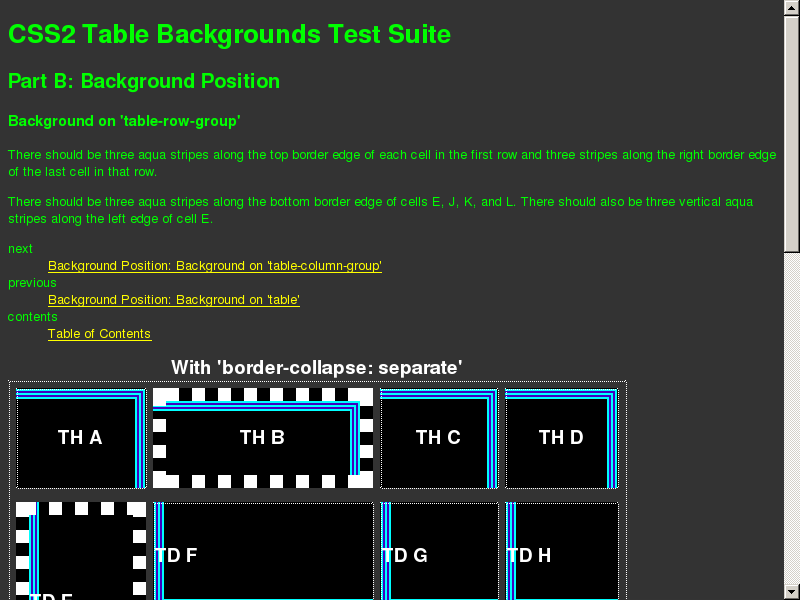 CSS2 Table Backgrounds Test Suite
Part B: Background Position
Background on 'table-row-group'
There should be three aqua stripes along the top border edge of each cell in the first row and three stripes along the right border edge
of the last cell in that row.
There should be three aqua stripes along the bottom border edge of cells E, J, K, and L. There should also be three vertical aqua
stripes along the left edge of cell E.
next
Background Position: Background on 'table-column-group'
previous
Background Position: Background on 'table'
contents
Table of Contents
With 'border-collapse: separate'
TH A TH B TH C TH D
TD F TD G TD H
TD E